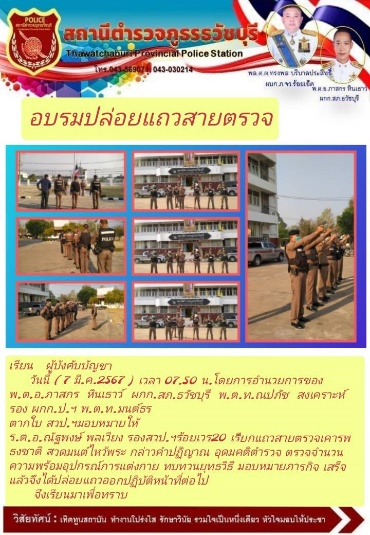 POLICE
สถานีตำรวจภูธรธวัชบุรี
Thawatchaburi Provincial Police Station
โทร.043-569071, 043-030214
ผบก.ภ.จว.ร้อยเอ็ด
พ.ต.อ.ภาสกร หินเธาว์
ผกก.สภ.ธวัชบุรี
อบรมปล่อยแถวสายตรวจ
เรียน ผู้บังคับบัญชา
วันนี้ ( 7 มี.ค.2567 ) เวลา 07.50 น.โดยการอำนวยการของ
พ.ต.อ.ภาสกร หินเธาว์ ผกก.สภ.ธวัชบุรี พ.ต.ท.ณปภัช สงเคราะห์
รอง ผกก.ป.ฯ พ.ต.ท.มนต์ธร
ตากใบ สวป.ฯมอบหมายให้
ร.ต.อ.ณัฐพงษ์ พลเวียง รองสวป.ฯร้อยเวร20 เรียกแถวสายตรวจเคารพ
ธงชาติ สวดมนต์ไหว้พระ กล่าวคำปฏิญาณ อุดมคติตำรวจ ตรวจจำนวน
ความพร้อมอุปกรณ์การแต่งกาย ทบทวนยุทธวิธี มอบหมายภารกิจ เสร็จ
แล้วจึงได้ปล่อยแถวออกปฏิบัติหน้าที่ต่อไป
จึงเรียนมาเพื่อทราบ
วิสัยทัศน์ : เทิดทูนสถาบัน ทำงานโปร่งใส รักษาวินัย รวมใจเป็นหนึ่งเดียว หัวใจมอบให้ประชา